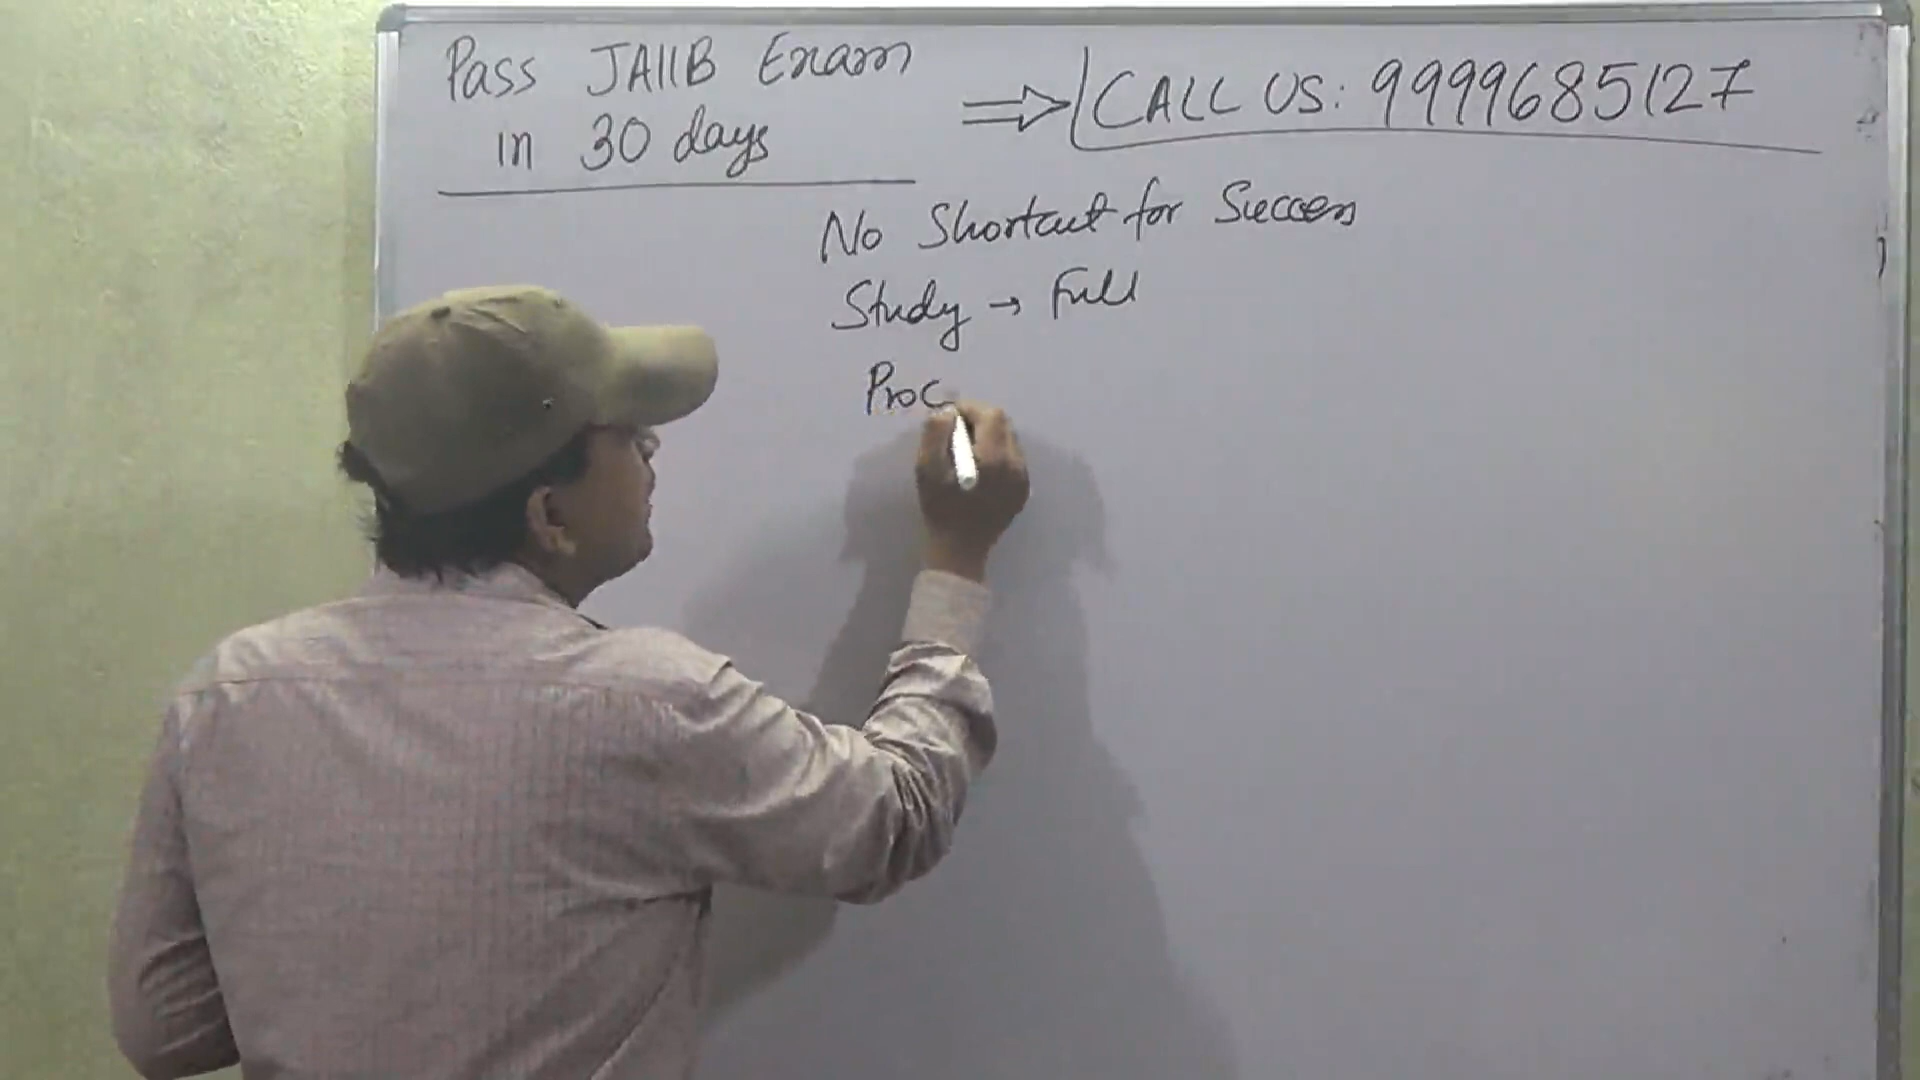 Pass JAIIB Exam
in 30 days
⇒ CALL US: 9999685127
No Shortcut for Success
Study → Full
Proc